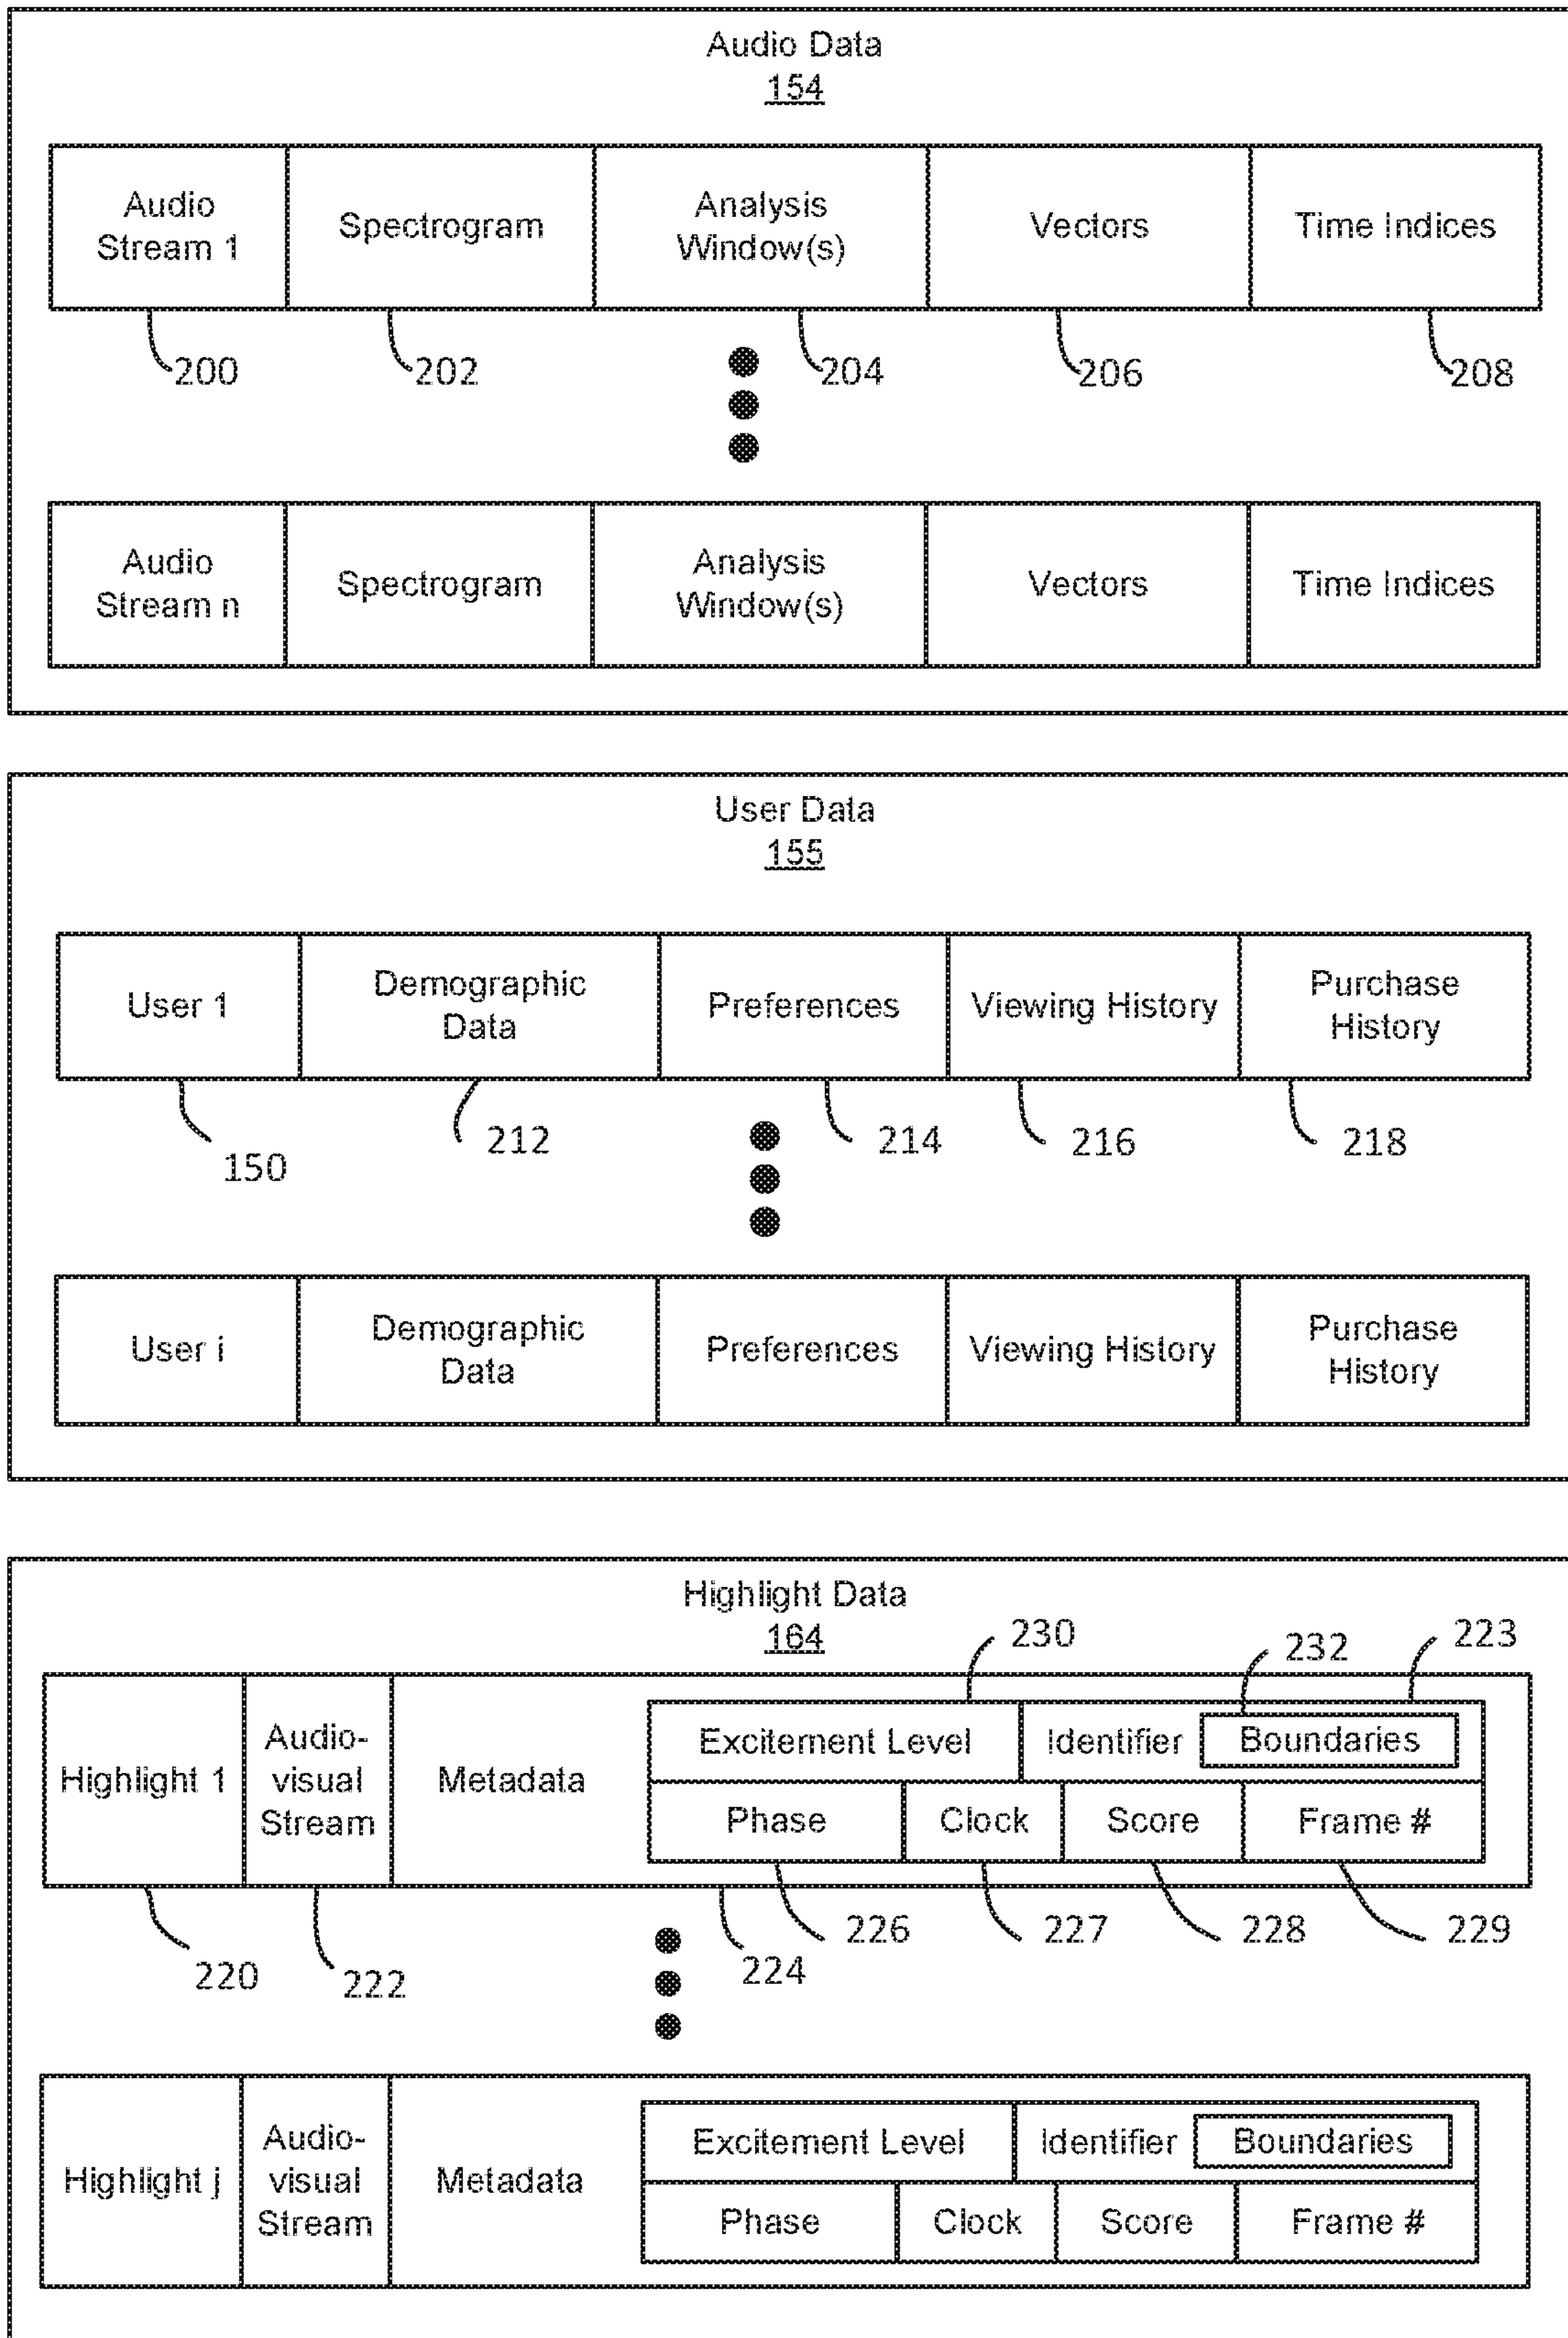 Audio Data
154
Audio
Stream 1
Spectrogram
Analysis
Window(s)
Vectors
Time Indices
200
202
204
206
208
Audio
Stream n
Spectrogram
Analysis
Window(s)
Vectors
Time Indices
User Data
155
User 1
Demographic
Data
Preferences
Viewing History
Purchase
History
150
212
214
216
218
User i
Demographic
Data
Preferences
Viewing History
Purchase
History
Highlight Data
164
230
232
223
Highlight 1
Audio-
visual
Stream
Metadata
Excitement Level
Identifier
Boundaries
Phase
Clock
Score
Frame #
220
222
224
226
227
228
229
Highlight j
Audio-
visual
Stream
Metadata
Excitement Level
Identifier
Boundaries
Phase
Clock
Score
Frame #